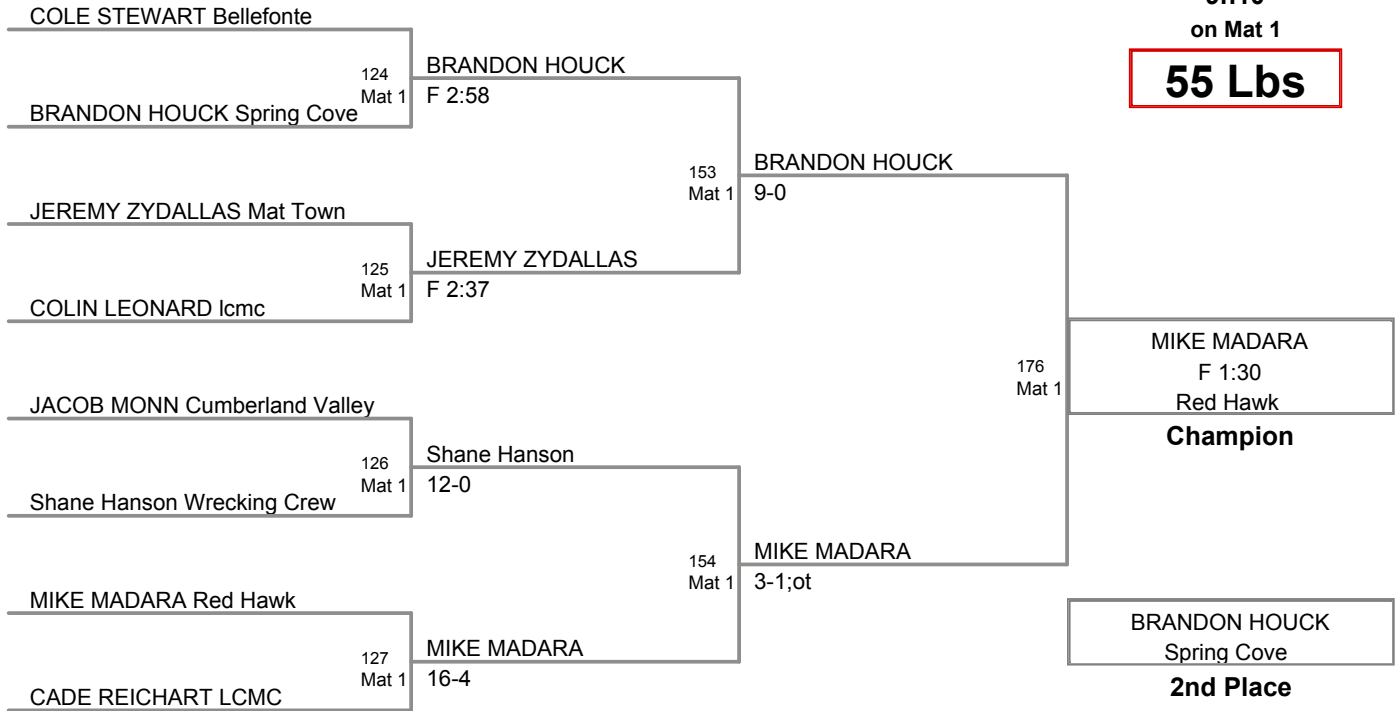 on Mat 1
55 Lbs
COLE STEWART Bellefonte
124
Mat 1
BRANDON HOUCK
F 2:58
BRANDON HOUCK Spring Cove
153
Mat 1
BRANDON HOUCK
9-0
JEREMY ZYDALLAS Mat Town
125
Mat 1
JEREMY ZYDALLAS
F 2:37
COLIN LEONARD lcmc
176
Mat 1
MIKE MADARA
F 1:30
Red Hawk
Champion
JACOB MONN Cumberland Valley
126
Mat 1
Shane Hanson
12-0
Shane Hanson Wrecking Crew
154
Mat 1
MIKE MADARA
3-1;ot
MIKE MADARA Red Hawk
127
Mat 1
MIKE MADARA
16-4
CADE REICHART LCMC
BRANDON HOUCK
Spring Cove
2nd Place